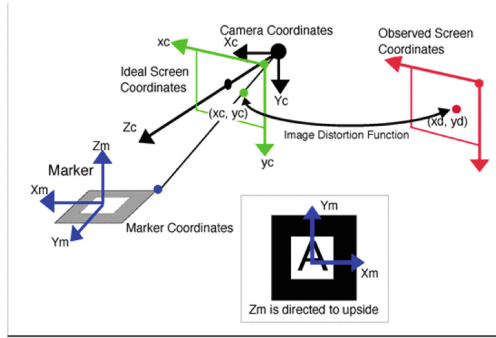 Camera Coordinates
xc
Xc
Observed Screen
Coordinates
Ideal Screen
Coordinates
Yc
(xc, yc)
(xd, yd)
Image Distortion Function
Zc
yc
Zm
Marker
Xm
Ym
Marker Coordinates
Ym
A
Xm
Zm is directed to upside